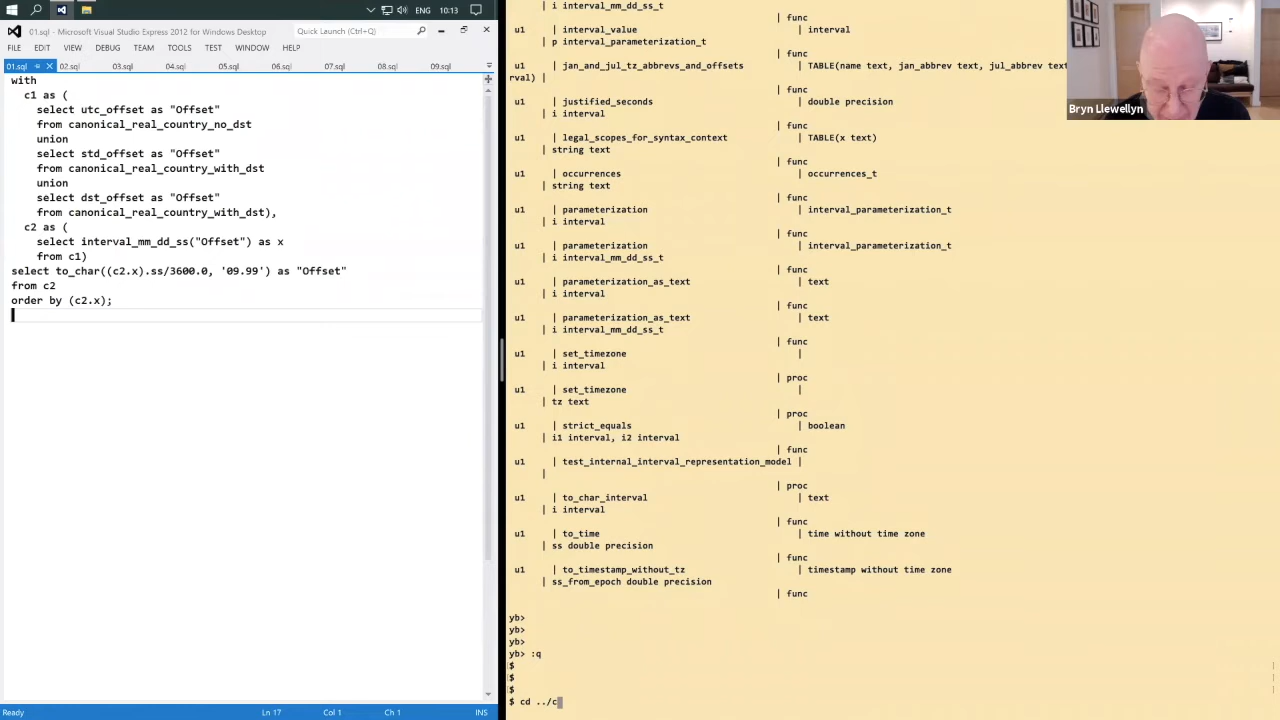 ENG 10:13
01.sql - Microsoft Visual Studio Express 2012 for Windows Desktop
Quick Launch (Ctrl+Q)
FILE EDIT VIEW DEBUG TEAM TOOLS TEST WINDOW HELP
01.sql 02.sql 03.sql 04.sql 05.sql 06.sql 07.sql 08.sql 09.sql
with
c1 as (
select utc_offset as "Offset"
from canonical_real_country_no_dst
union
select std_offset as "Offset"
from canonical_real_country_with_dst
union
select dst_offset as "Offset"
from canonical_real_country_with_dst),
c2 as (
select interval_mm_dd_ss("Offset") as x
from c1)
select to_char((c2.x).ss/3600.0, '09.99') as "Offset"
from c2
order by (c2.x);
Ready Ln 17 Col 1 Ch 1 INS
| i interval_mm_dd_ss_t
| func
u1 | interval_value | interval
| p interval_parameterization_t
| func
u1 | jan_and_jul_tz_abbrevs_and_offsets | TABLE(name text, jan_abbrev text, jul_abbrev text
rval) |
| func
u1 | justified_seconds | double precision
| i interval
| func
u1 | legal_scopes_for_syntax_context | TABLE(x text)
| string text
| func
u1 | occurrences | occurrences_t
| string text
| func
u1 | parameterization | interval_parameterization_t
| i interval
| func
u1 | parameterization | interval_parameterization_t
| i interval_mm_dd_ss_t
| func
u1 | parameterization_as_text | text
| i interval
| func
u1 | parameterization_as_text | text
| i interval_mm_dd_ss_t
| func
u1 | set_timezone |
| i interval
| proc
u1 | set_timezone |
| tz text
| proc
u1 | strict_equals | boolean
| i1 interval, i2 interval
| func
u1 | test_internal_interval_representation_model |
|
| proc
u1 | to_char_interval | text
| i interval
| func
u1 | to_time | time without time zone
| ss double precision
| func
u1 | to_timestamp_without_tz | timestamp without time zone
| ss_from_epoch double precision
| func
yb>
yb>
yb>
yb> :q
$
$
$
$ cd ../c
Bryn Llewellyn